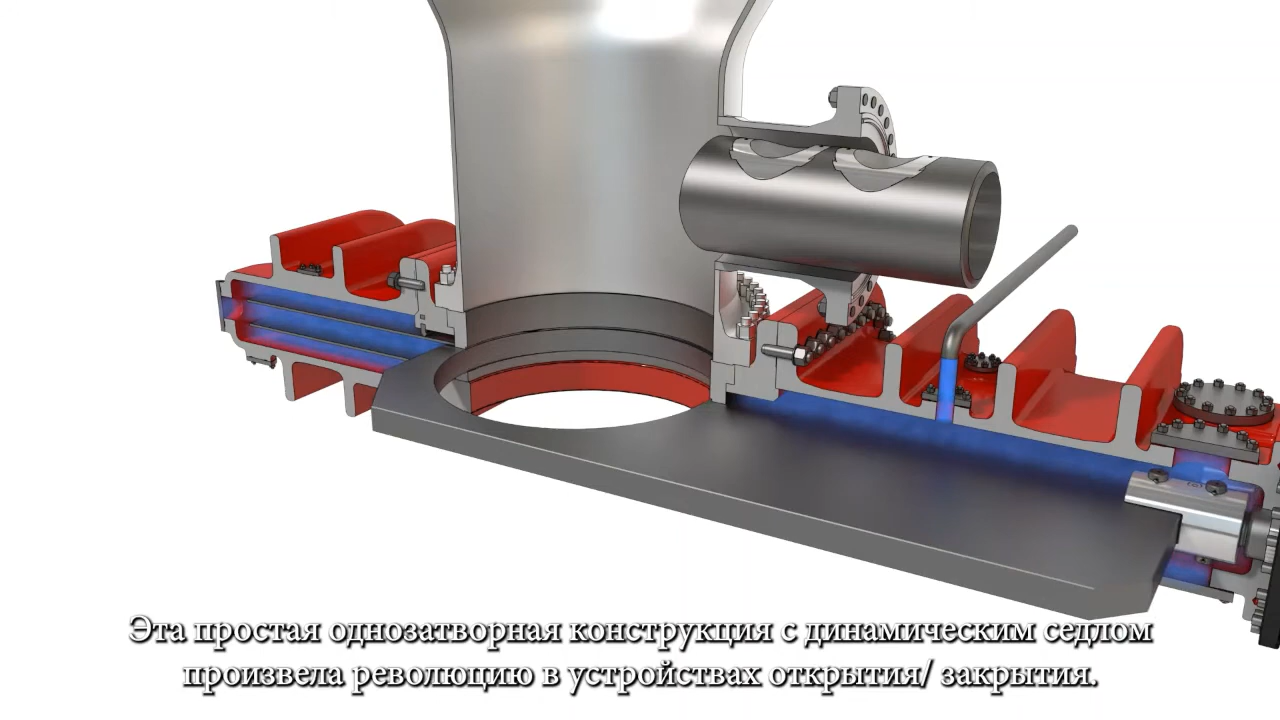 Эта простая однозатворная конструкция с динамическим седлом
произвела революцию в устройствах открытия/ закрытия.